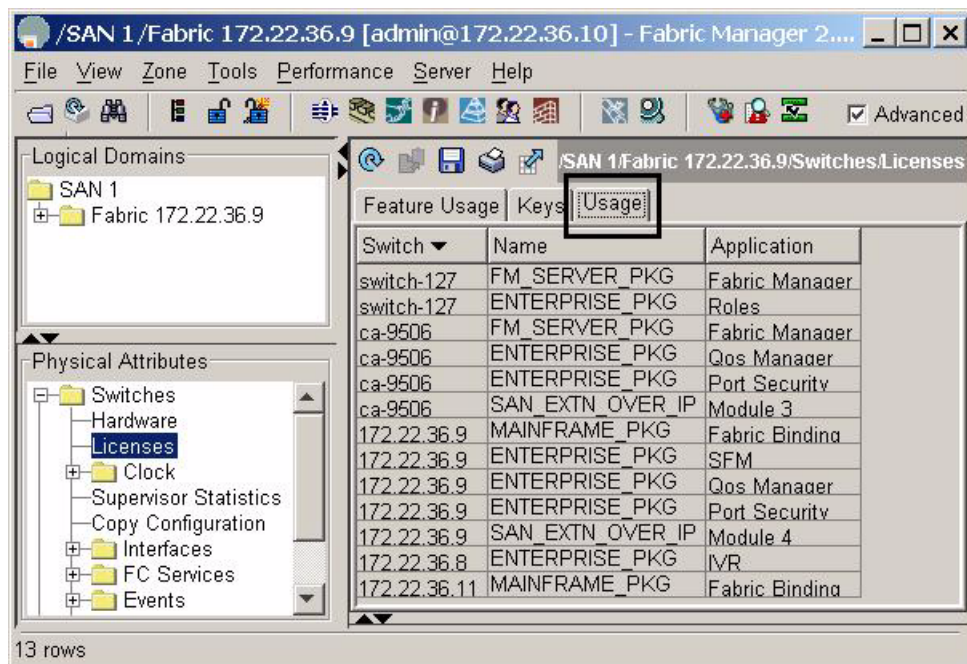 /SAN 1/Fabric 172.22.36.9 [admin@172.22.36.10] - Fabric Manager 2....
File View Zone Tools Performance Server Help
Advanced
Logical Domains
SAN 1
Fabric 172.22.36.9
/SAN 1/Fabric 172.22.36.9/Switches/Licenses
Feature Usage Keys Usage
Switch Name Application
switch-127 FM_SERVER_PKG Fabric Manager
switch-127 ENTERPRISE_PKG Roles
ca-9506 FM_SERVER_PKG Fabric Manager
ca-9506 ENTERPRISE_PKG Qos Manager
ca-9506 ENTERPRISE_PKG Port Security
ca-9506 SAN_EXTN_OVER_IP Module 3
172.22.36.9 MAINFRAME_PKG Fabric Binding
172.22.36.9 ENTERPRISE_PKG SFM
172.22.36.9 ENTERPRISE_PKG Qos Manager
172.22.36.9 ENTERPRISE_PKG Port Security
172.22.36.9 SAN_EXTN_OVER_IP Module 4
172.22.36.8 ENTERPRISE_PKG IVR
172.22.36.11 MAINFRAME_PKG Fabric Binding
Physical Attributes
Switches
Hardware
Licenses
Clock
Supervisor Statistics
Copy Configuration
Interfaces
FC Services
Events
13 rows